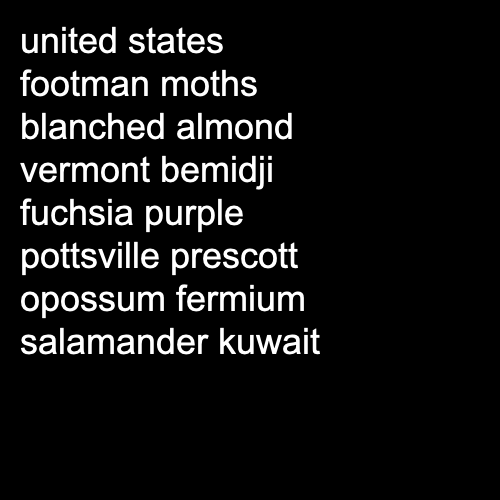 united states
footman moths
blanched almond
vermont bemidji
fuchsia purple
pottsville prescott
opossum fermium
salamander kuwait